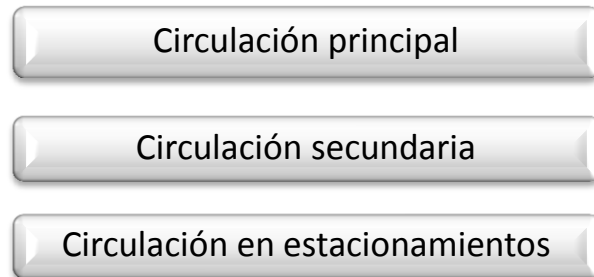 Circulación principal
Circulación secundaria
Circulación en estacionamientos